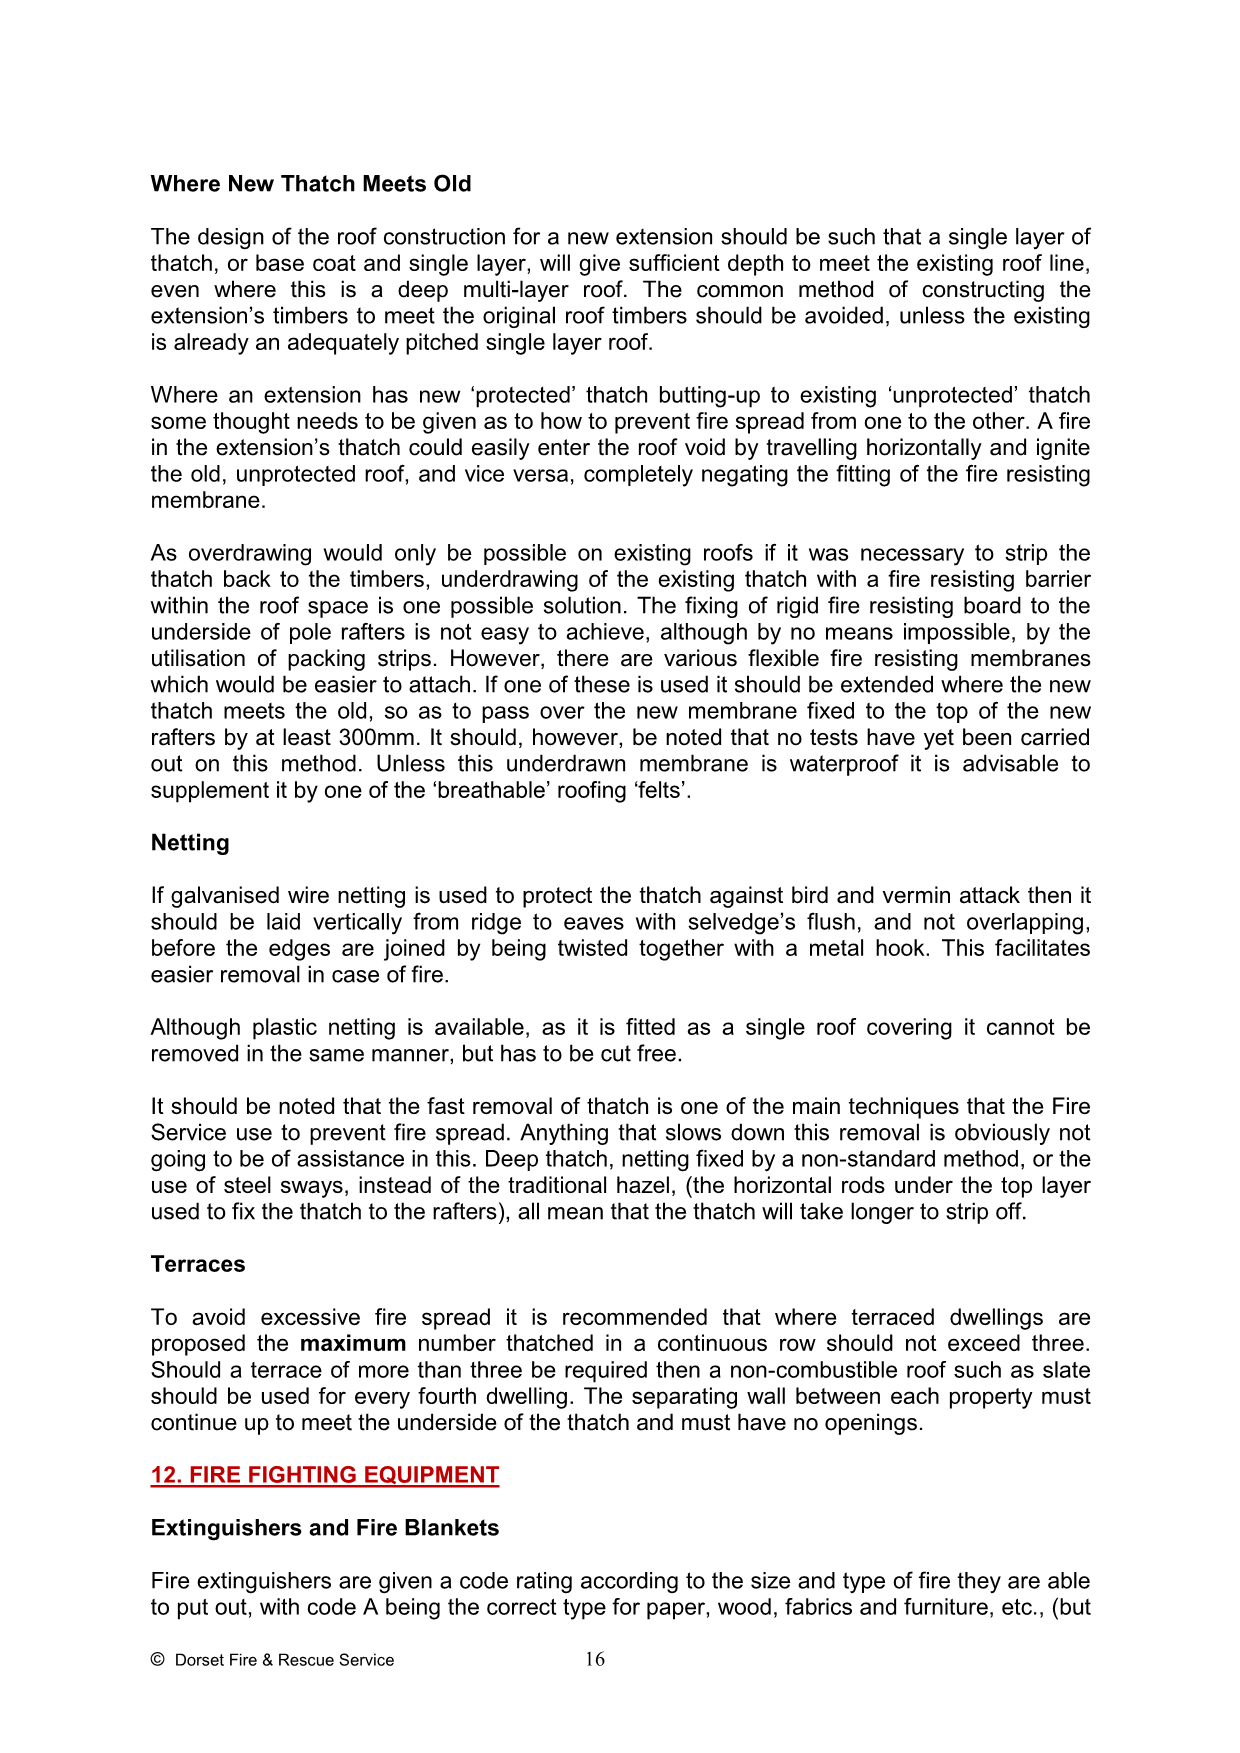 Where New Thatch Meets Old
The design of the roof construction for a new extension should be such that a single layer of
thatch, or base coat and single layer, will give sufficient depth to meet the existing roof line,
even where this is a deep multi-layer roof. The common method of constructing the
extension’s timbers to meet the original roof timbers should be avoided, unless the existing
is already an adequately pitched single layer roof.
Where an extension has new ‘protected’ thatch butting-up to existing ‘unprotected’ thatch
some thought needs to be given as to how to prevent fire spread from one to the other. A fire
in the extension’s thatch could easily enter the roof void by travelling horizontally and ignite
the old, unprotected roof, and vice versa, completely negating the fitting of the fire resisting
membrane.
As overdrawing would only be possible on existing roofs if it was necessary to strip the
thatch back to the timbers, underdrawing of the existing thatch with a fire resisting barrier
within the roof space is one possible solution. The fixing of rigid fire resisting board to the
underside of pole rafters is not easy to achieve, although by no means impossible, by the
utilisation of packing strips. However, there are various flexible fire resisting membranes
which would be easier to attach. If one of these is used it should be extended where the new
thatch meets the old, so as to pass over the new membrane fixed to the top of the new
rafters by at least 300mm. It should, however, be noted that no tests have yet been carried
out on this method. Unless this underdrawn membrane is waterproof it is advisable to
supplement it by one of the ‘breathable’ roofing ‘felts’.
Netting
If galvanised wire netting is used to protect the thatch against bird and vermin attack then it
should be laid vertically from ridge to eaves with selvedge’s flush, and not overlapping,
before the edges are joined by being twisted together with a metal hook. This facilitates
easier removal in case of fire.
Although plastic netting is available, as it is fitted as a single roof covering it cannot be
removed in the same manner, but has to be cut free.
It should be noted that the fast removal of thatch is one of the main techniques that the Fire
Service use to prevent fire spread. Anything that slows down this removal is obviously not
going to be of assistance in this. Deep thatch, netting fixed by a non-standard method, or the
use of steel sways, instead of the traditional hazel, (the horizontal rods under the top layer
used to fix the thatch to the rafters), all mean that the thatch will take longer to strip off.
Terraces
To avoid excessive fire spread it is recommended that where terraced dwellings are
proposed the maximum number thatched in a continuous row should not exceed three.
Should a terrace of more than three be required then a non-combustible roof such as slate
should be used for every fourth dwelling. The separating wall between each property must
continue up to meet the underside of the thatch and must have no openings.
12. FIRE FIGHTING EQUIPMENT
Extinguishers and Fire Blankets
Fire extinguishers are given a code rating according to the size and type of fire they are able
to put out, with code A being the correct type for paper, wood, fabrics and furniture, etc., (but
© Dorset Fire & Rescue Service 16